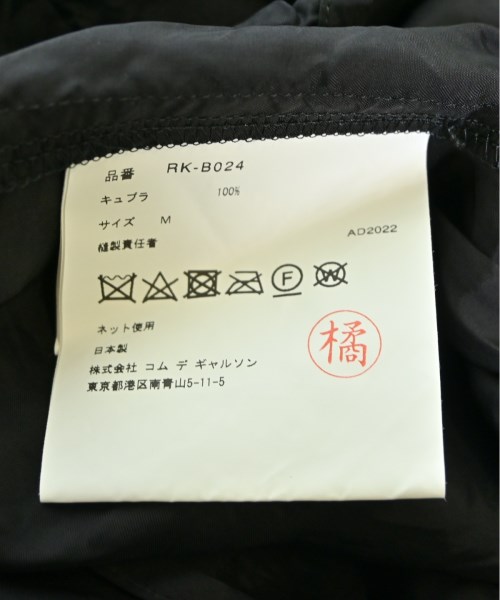 品番 RK-B024
キュプラ 100%
サイズ M
縫製責任者
AD2022
F W
ネット使用
日本製
株式会社 コム デ ギャルソン
東京都港区南青山5-11-5
橘